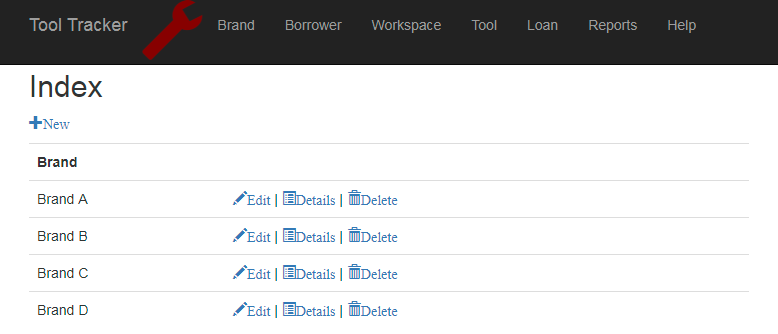 Tool Tracker Brand Borrower Workspace Tool Loan Reports Help
Index
New
Brand
Brand A Edit | Details | Delete
Brand B Edit | Details | Delete
Brand C Edit | Details | Delete
Brand D Edit | Details | Delete